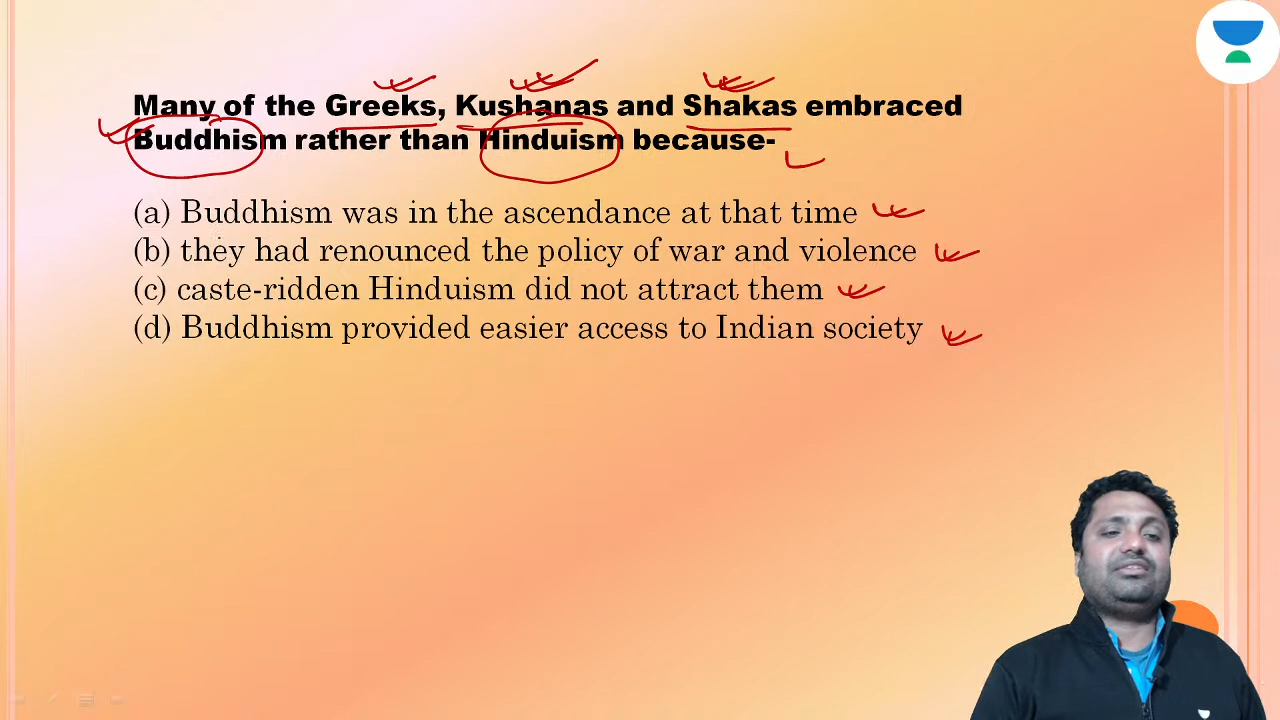 Many of the Greeks, Kushanas and Shakas embraced
Buddhism rather than Hinduism because-
(a) Buddhism was in the ascendance at that time
(b) they had renounced the policy of war and violence
(c) caste-ridden Hinduism did not attract them
(d) Buddhism provided easier access to Indian society